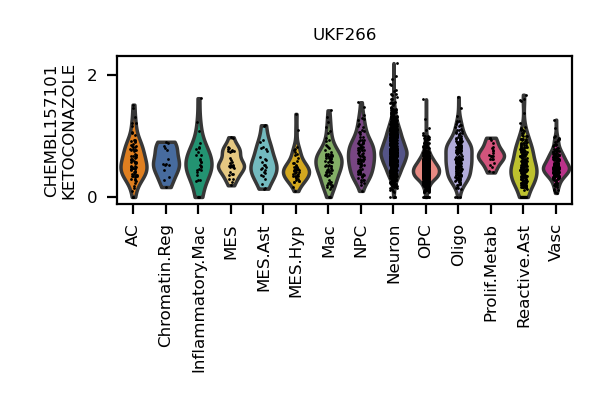 UKF266
CHEMBL157101
KETOCONAZOLE
2
0
AC
Chromatin.Reg
Inflammatory.Mac
MES
MES.Ast
MES.Hyp
Mac
NPC
Neuron
OPC
Oligo
Prolif.Metab
Reactive.Ast
Vasc